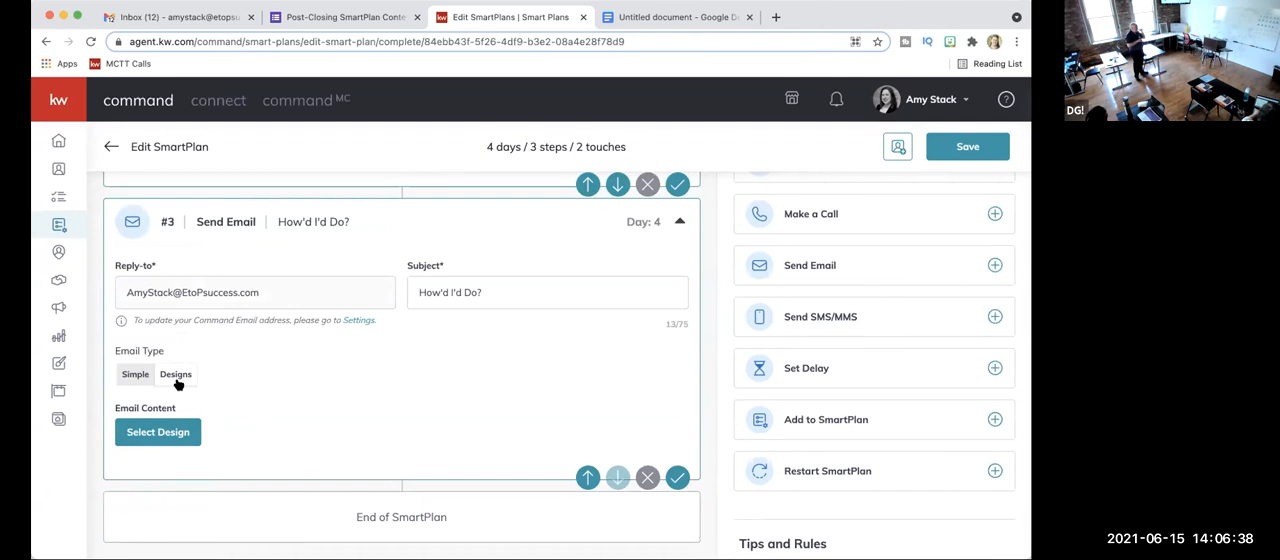 Inbox (12) - amystack@etopsu
Post-Closing SmartPlan Conte
Edit SmartPlans | Smart Plans
Untitled document - Google D
agent.kw.com/command/smart-plans/edit-smart-plan/complete/84ebb43f-5f26-4df9-b3e2-08a4e28f78d9
Apps
kw MCTT Calls
Reading List
kw
command
connect
command MC
Amy Stack
Edit SmartPlan
4 days / 3 steps / 2 touches
Save
#3 | Send Email | How'd I'd Do?
Day: 4
Reply-to*
Subject*
AmyStack@EtoPsuccess.com
How'd I'd Do?
To update your Command Email address, please go to Settings.
13/75
Email Type
Simple
Designs
Email Content
Select Design
End of SmartPlan
Make a Call
Send Email
Send SMS/MMS
Set Delay
Add to SmartPlan
Restart SmartPlan
Tips and Rules
DG!
2021-06-15 14:06:38